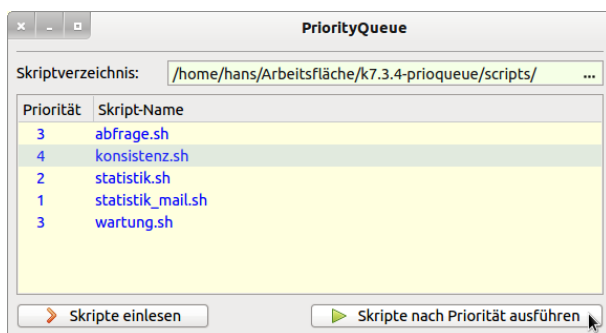 PriorityQueue
Skriptverzeichnis: /home/hans/Arbeitsfläche/k7.3.4-prioqueue/scripts/ ...
Priorität Skript-Name
3 abfrage.sh
4 konsistenz.sh
2 statistik.sh
1 statistik_mail.sh
3 wartung.sh
Skripte einlesen Skripte nach Priorität ausführen